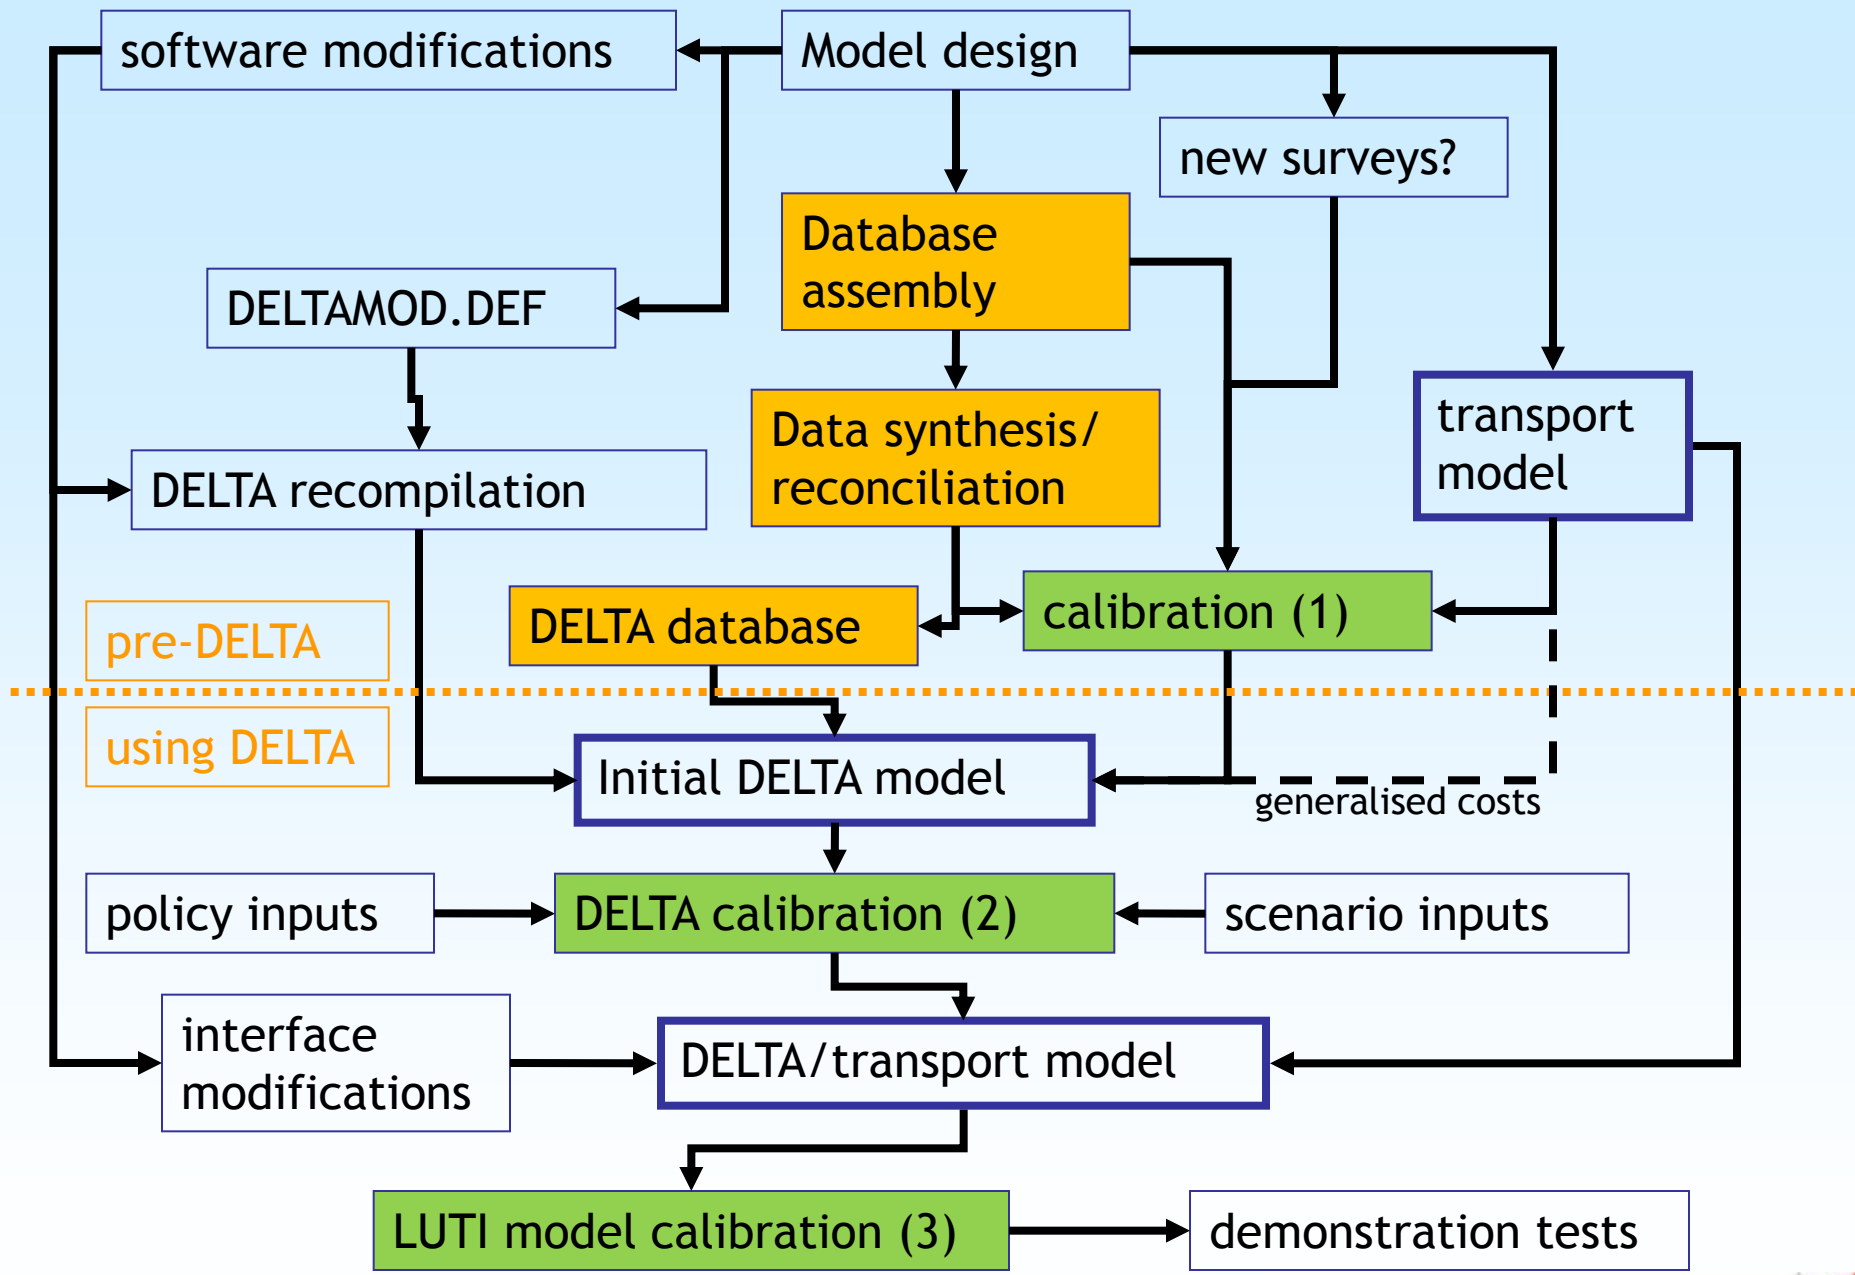 software modifications
Model design
new surveys?
Database
assembly
DELTAMOD.DEF
transport
model
Data synthesis/
reconciliation
DELTA recompilation
calibration (1)
DELTA database
pre-DELTA
using DELTA
Initial DELTA model
generalised costs
policy inputs
DELTA calibration (2)
scenario inputs
interface
modifications
DELTA/transport model
LUTI model calibration (3)
demonstration tests